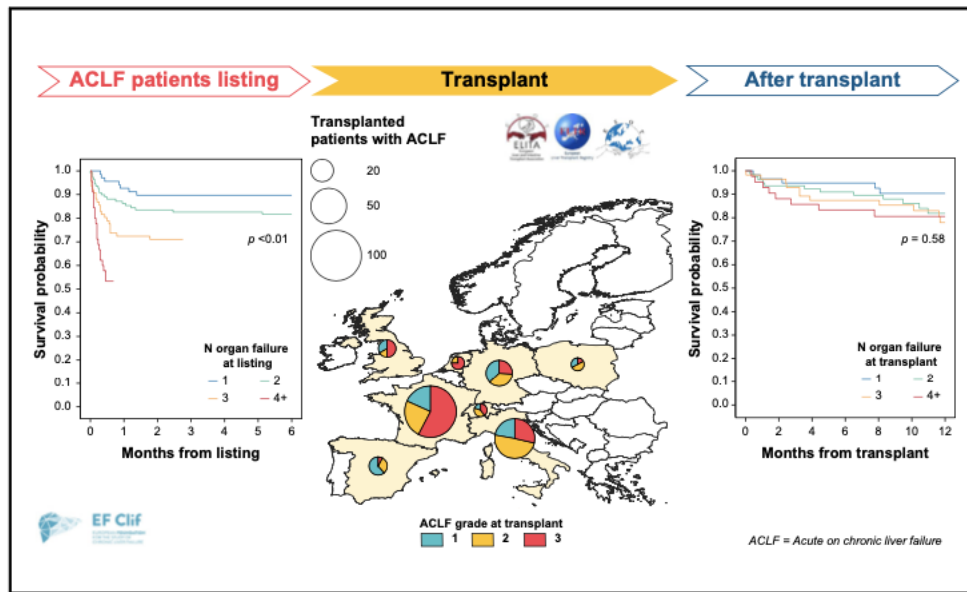 ACLF patients listing
Transplant
After transplant
Transplanted
patients with ACLF
20
50
100
ELITA
Survival probability
1.0
0.9
0.8
0.7
0.6
0.5
0.4
0.3
0.2
0.1
0.0
p <0.01
N organ failure
at listing
1 2
3 4+
0 1 2 3 4 5 6
Months from listing
Survival probability
1.0
0.9
0.8
0.7
0.6
0.5
0.4
0.3
0.2
0.1
0.0
p = 0.58
N organ failure
at transplant
1 2
3 4+
0 2 4 6 8 10 12
Months from transplant
EF Clif
ACLF grade at transplant
1 2 3
ACLF = Acute on chronic liver failure